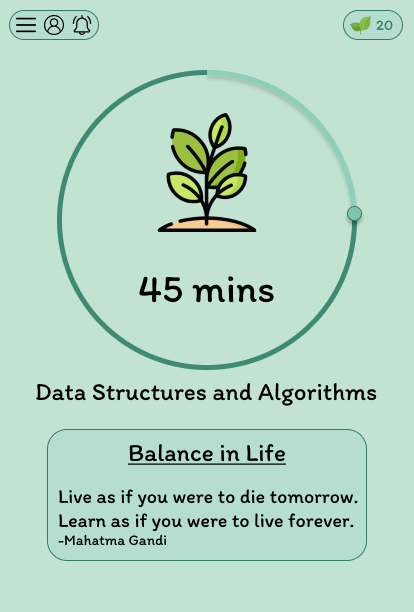 20
45 mins
Data Structures and Algorithms
Balance in Life
Live as if you were to die tomorrow.
Learn as if you were to live forever.
-Mahatma Gandi